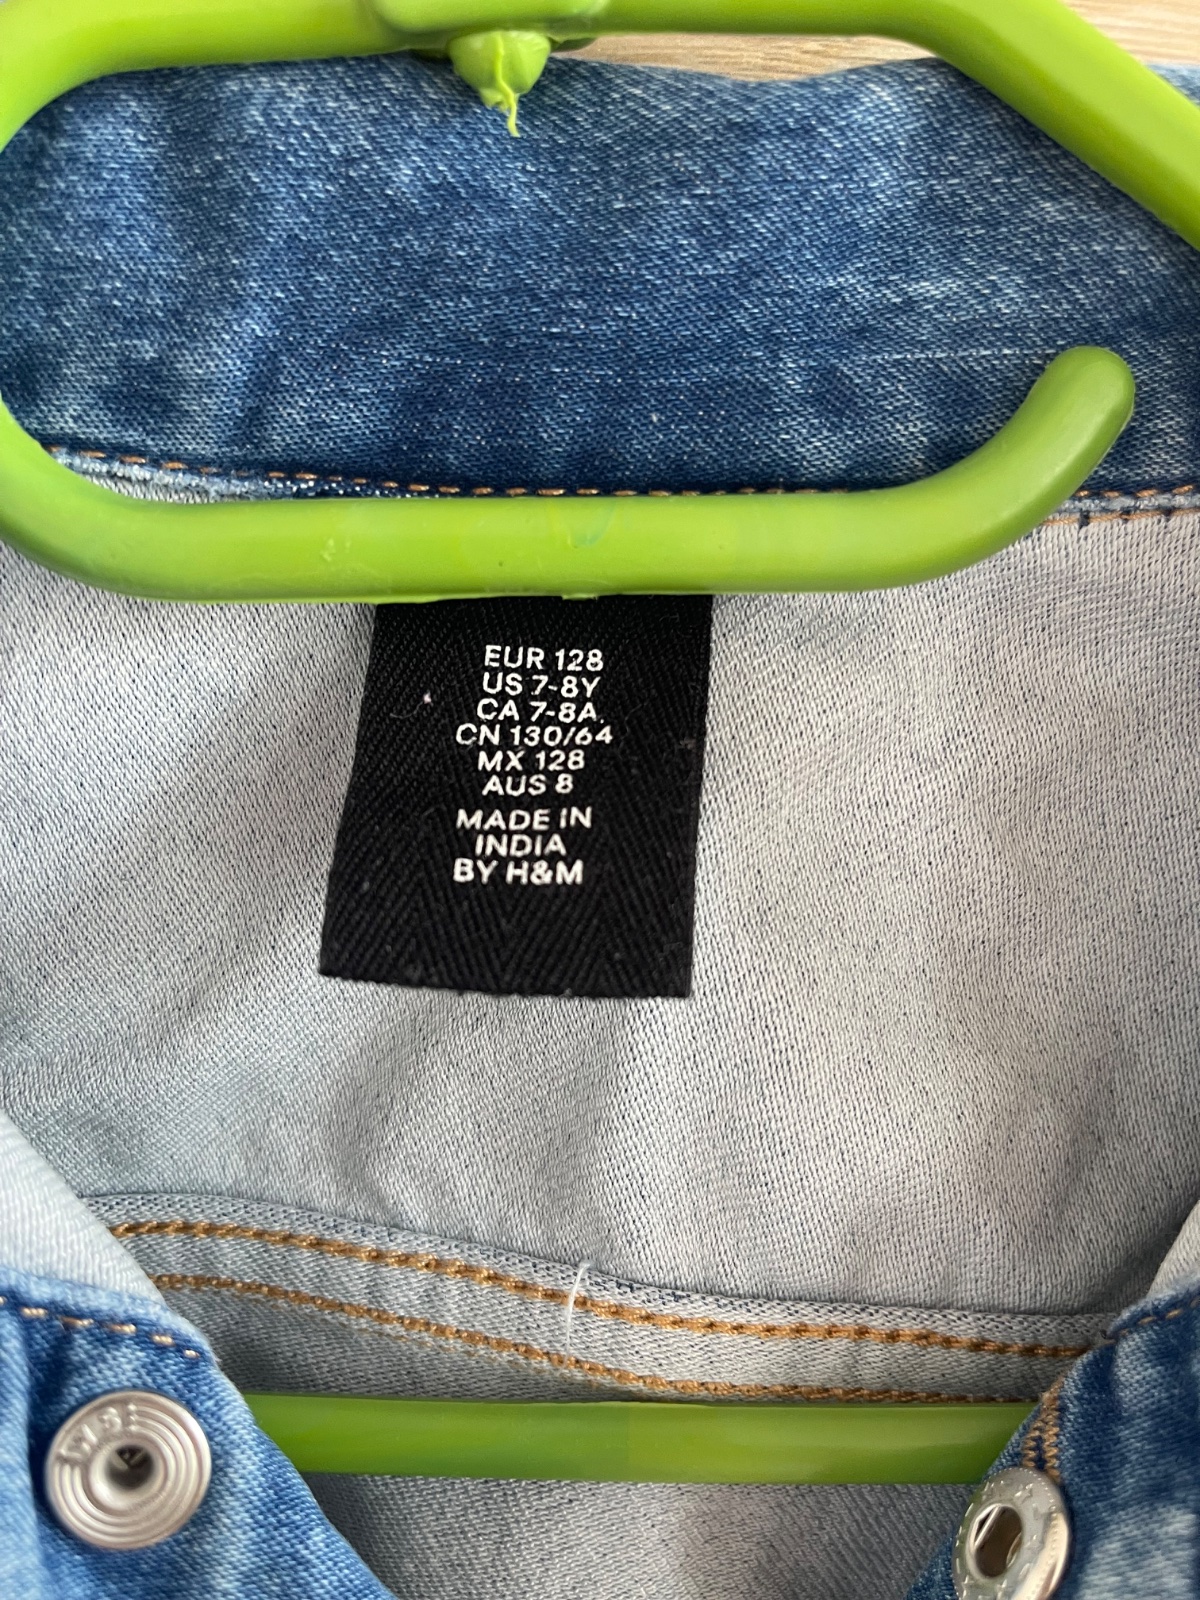 EUR 128
US 7-8Y
CA 7-8A
CN 130/64
MX 128
AUS 8
MADE IN
INDIA
BY H&M